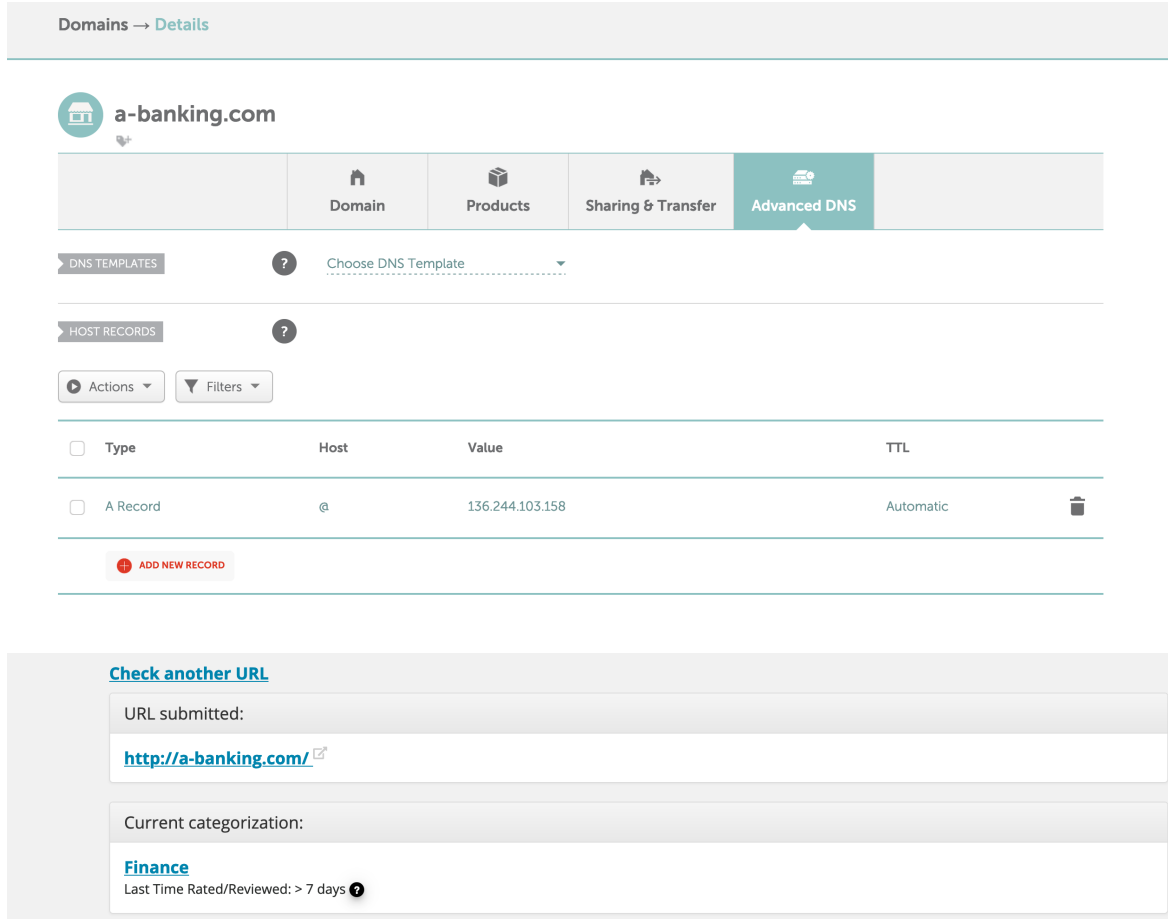 Domains → Details
a-banking.com
Domain
Products
Sharing & Transfer
Advanced DNS
DNS TEMPLATES ? Choose DNS Template
HOST RECORDS ?
Actions Filters
Type Host Value TTL
A Record @ 136.244.103.158 Automatic
ADD NEW RECORD
Check another URL
URL submitted:
http://a-banking.com/
Current categorization:
Finance
Last Time Rated/Reviewed: > 7 days ?